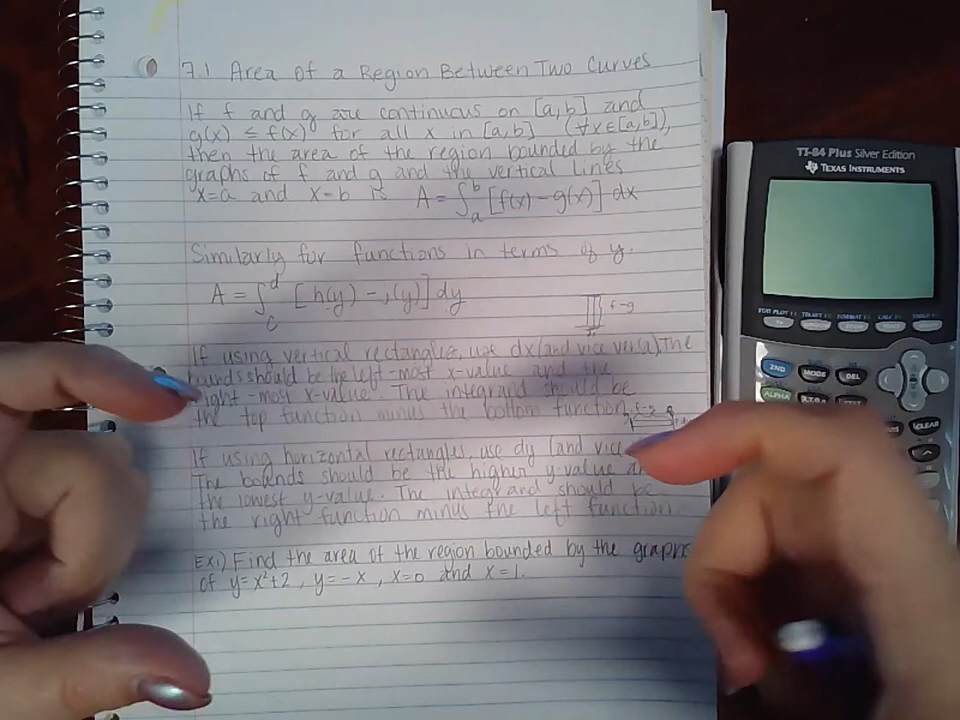 7.1 Area of a Region Between Two Curves
If f and g are continuous on [a,b] and
g(x) ≤ f(x) for all x in [a,b] (∀x∈[a,b]),
then the area of the region bounded by the
graphs of f and g and the vertical lines
x=a and x=b is A = ∫_a^b [f(x) - g(x)] dx
Similarly for functions in terms of y.
A = ∫_c^d [h(y) - j(y)] dy
f-g
If using vertical rectangles, use dx (and vice versa). The
bounds should be the left-most x-value and the
right-most x-value. The integrand should be
the top function minus the bottom function
If using horizontal rectangles, use dy (and vice
The bounds should be the higher y-value
the lowest y-value. The integrand should be
the right function minus the left function.
Ex1) Find the area of the region bounded by the graphs
of y=x²+2, y=-x, x=0 and x=1.
TI-84 Plus Silver Edition
TEXAS INSTRUMENTS
2ND
MODE
DEL
ALPHA
CLEAR